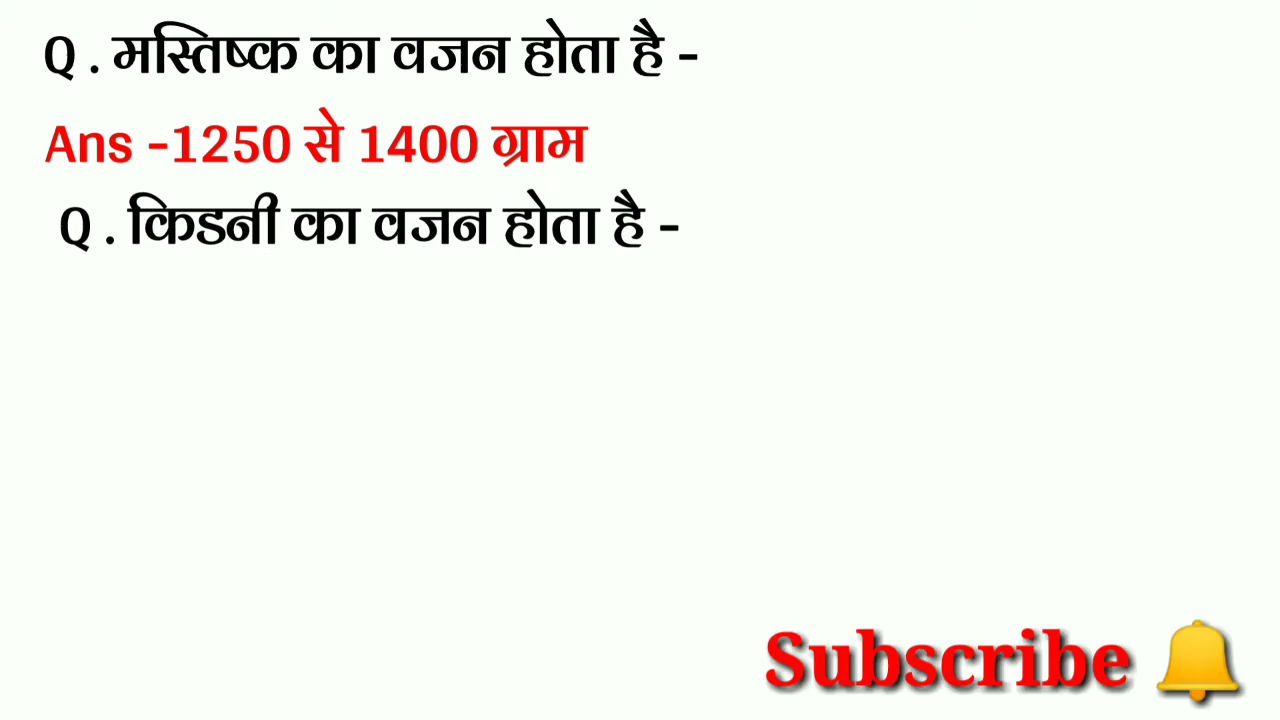 Q . मस्तिष्क का वजन होता है -
Ans -1250 से 1400 ग्राम
Q . किडनी का वजन होता है -
Subscribe